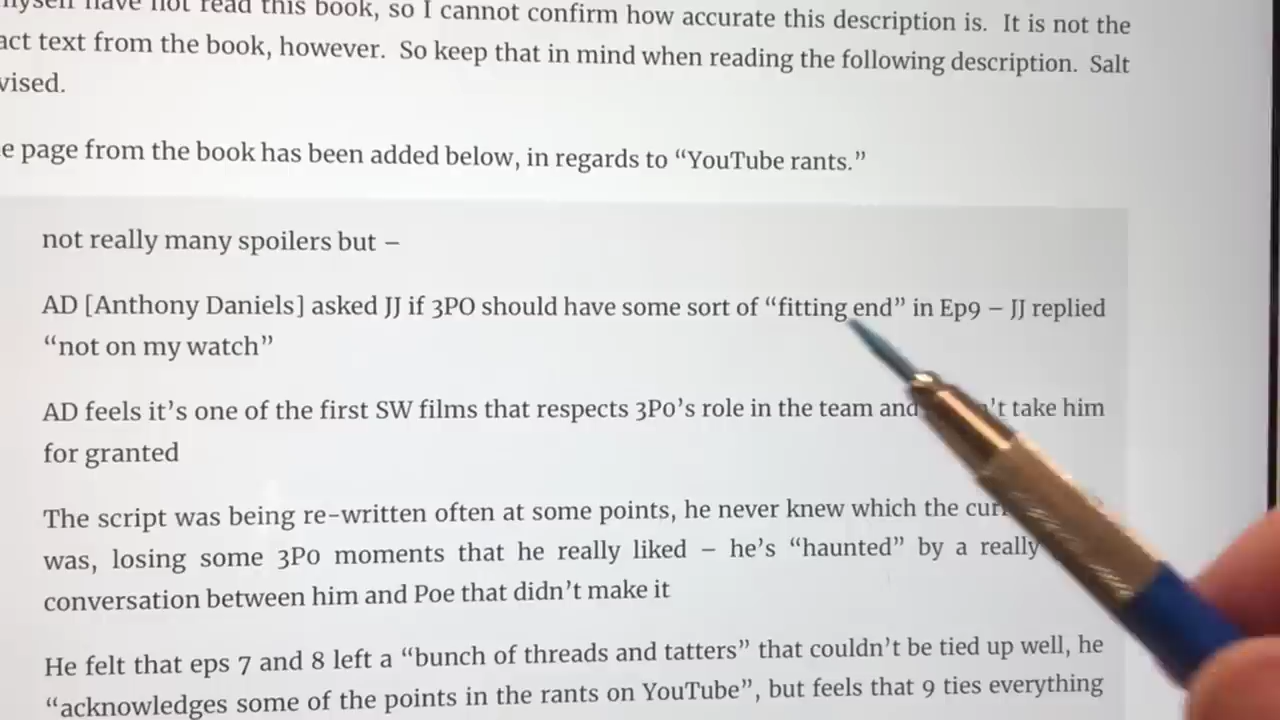 have not read this book, so I cannot confirm how accurate this description is. It is not the
text from the book, however. So keep that in mind when reading the following description. Salt
page from the book has been added below, in regards to “YouTube rants.”
not really many spoilers but –
AD [Anthony Daniels] asked JJ if 3PO should have some sort of “fitting end” in Ep9 – JJ replied
“not on my watch”
AD feels it’s one of the first SW films that respects 3P0’s role in the team and take him
for granted
The script was being re-written often at some points, he never knew which the
was, losing some 3P0 moments that he really liked – he’s “haunted” by a really
conversation between him and Poe that didn’t make it
He felt that eps 7 and 8 left a “bunch of threads and tatters” that couldn’t be tied up well, he
“acknowledges some of the points in the rants on YouTube”, but feels that 9 ties everything